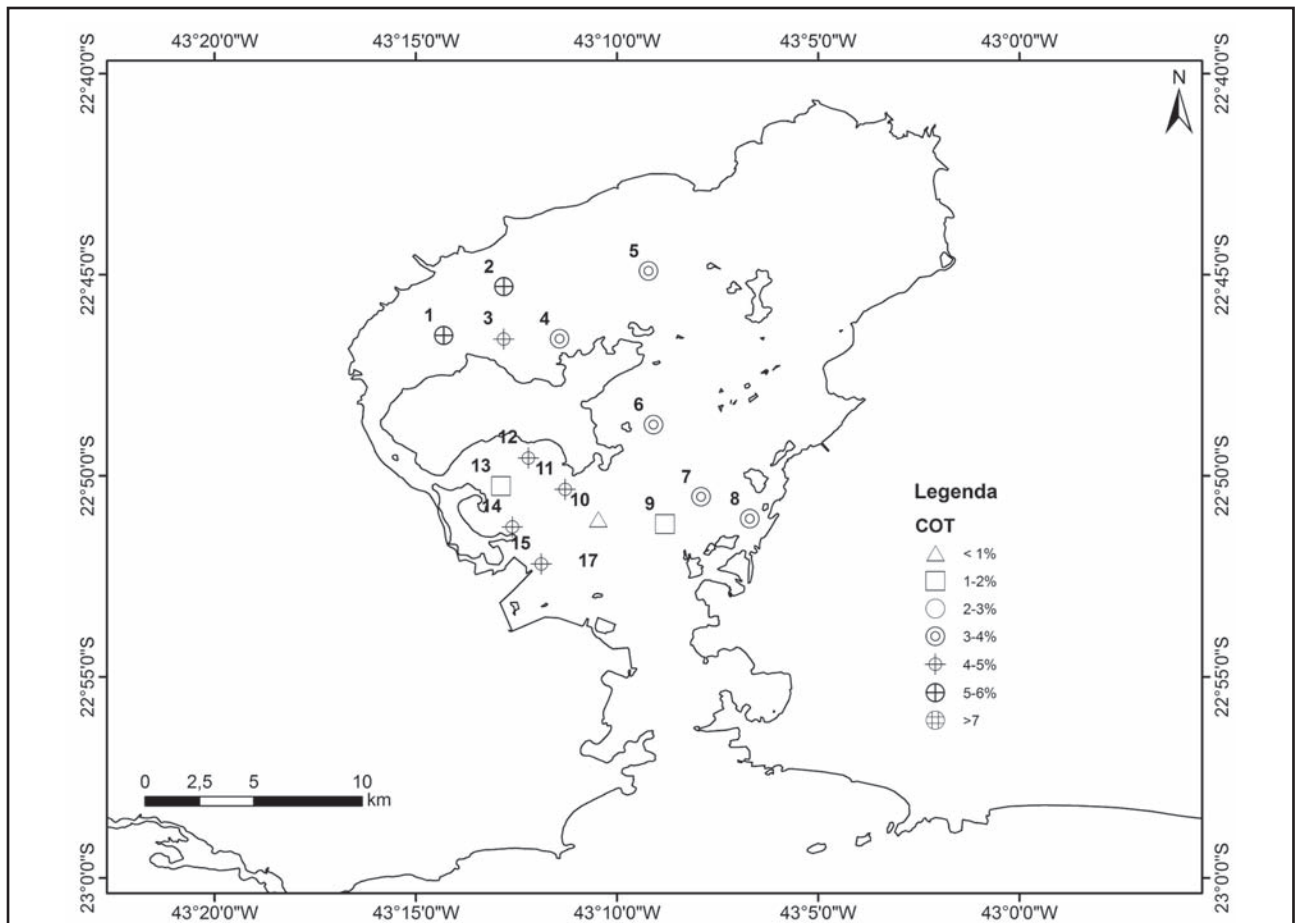 43°20'0"W 43°15'0"W 43°10'0"W 43°5'0"W 43°0'0"W
22°40'0"S 22°40'0"S
N
5
22°45'0"S 22°45'0"S
2
1 3 4
6
12
22°50'0"S 22°50'0"S
13 11
7
14 10 9 8
15 17
Legenda
COT
< 1%
1-2%
2-3%
3-4%
4-5%
5-6%
>7
22°55'0"S 22°55'0"S
0 2,5 5 10
km
23°0'0"S 23°0'0"S
43°20'0"W 43°15'0"W 43°10'0"W 43°5'0"W 43°0'0"W